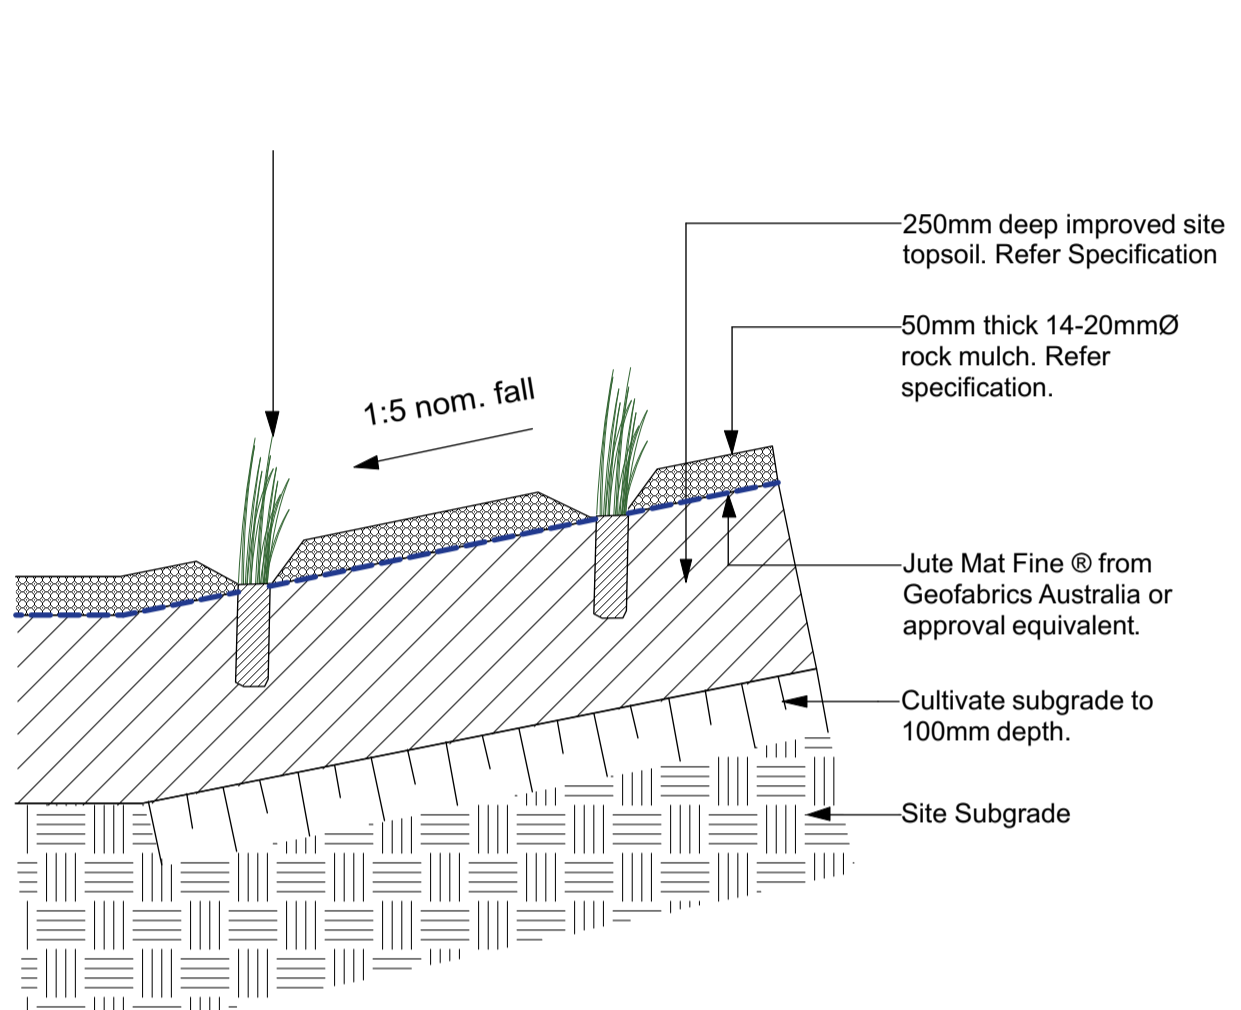 250mm deep improved site
topsoil. Refer Specification
50mm thick 14-20mmØ
rock mulch. Refer
specification.
1:5 nom. fall
Jute Mat Fine ® from
Geofabrics Australia or
approval equivalent.
Cultivate subgrade to
100mm depth.
Site Subgrade